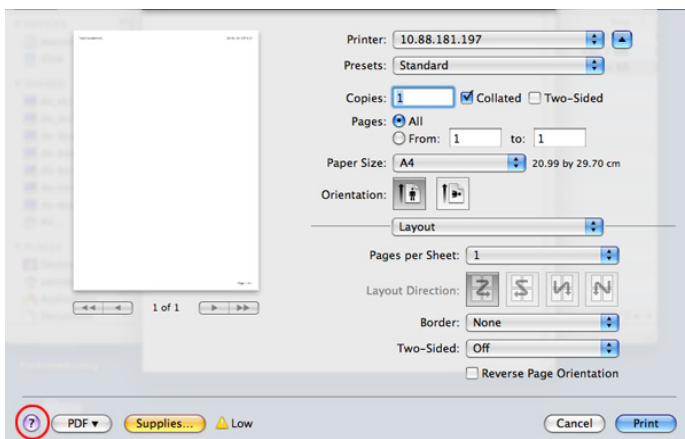 Printer: 10.88.181.197
Presets: Standard
Copies: 1 Collated Two-Sided
Pages: All
From: 1 to: 1
Paper Size: A4 20.99 by 29.70 cm
Orientation:
Layout
Pages per Sheet: 1
Layout Direction:
Border: None
Two-Sided: Off
Reverse Page Orientation
1 of 1
? PDF Supplies... Low Cancel Print